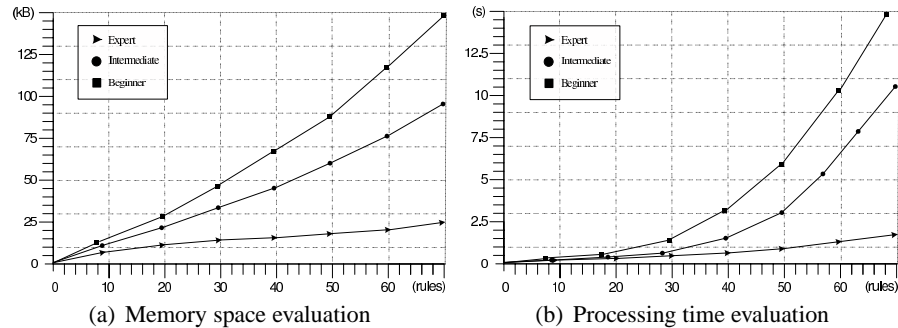 (kB)
125
100
75
50
25
0
Expert
Intermediate
Beginner
0 10 20 30 40 50 60 (rules)
(a) Memory space evaluation
(s)
12.5
10
7.5
5
2.5
0
Expert
Intermediate
Beginner
0 10 20 30 40 50 60 (rules)
(b) Processing time evaluation